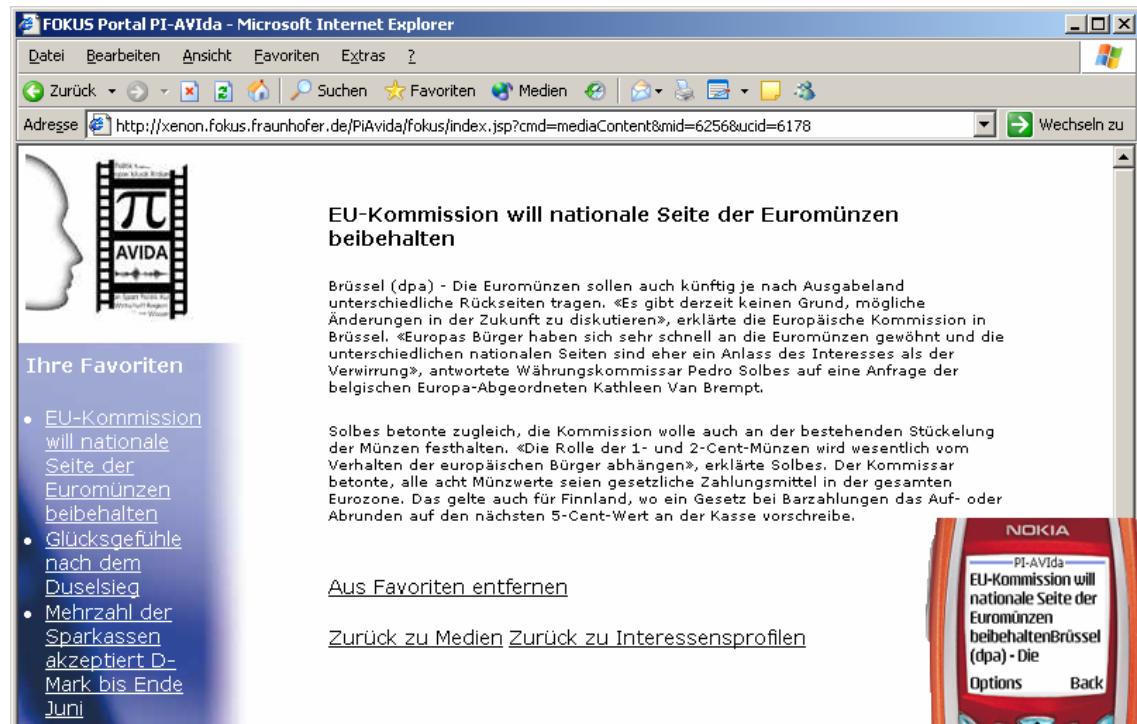 FOKUS Portal PI-AVIda - Microsoft Internet Explorer
Datei Bearbeiten Ansicht Favoriten Extras ?
Zurück Suchen Favoriten Medien
Adresse http://xenon.fokus.fraunhofer.de/PiAvida/fokus/index.jsp?cmd=mediaContent&mid=6256&ucid=6178 Wechseln zu
π
AVIDA
Ihre Favoriten
• EU-Kommission
will nationale
Seite der
Euromünzen
beibehalten
• Glücksgefühle
nach dem
Duselsieg
• Mehrzahl der
Sparkassen
akzeptiert D-
Mark bis Ende
Juni
EU-Kommission will nationale Seite der Euromünzen
beibehalten
Brüssel (dpa) - Die Euromünzen sollen auch künftig je nach Ausgabeland
unterschiedliche Rückseiten tragen. «Es gibt derzeit keinen Grund, mögliche
Änderungen in der Zukunft zu diskutieren», erklärte die Europäische Kommission in
Brüssel. «Europas Bürger haben sich sehr schnell an die Euromünzen gewöhnt und die
unterschiedlichen nationalen Seiten sind eher ein Anlass des Interesses als der
Verwirrung», antwortete Währungskommissar Pedro Solbes auf eine Anfrage der
belgischen Europa-Abgeordneten Kathleen Van Brempt.
Solbes betonte zugleich, die Kommission wolle auch an der bestehenden Stückelung
der Münzen festhalten. «Die Rolle der 1- und 2-Cent-Münzen wird wesentlich vom
Verhalten der europäischen Bürger abhängen», erklärte Solbes. Der Kommissar
betonte, alle acht Münzwerte seien gesetzliche Zahlungsmittel in der gesamten
Eurozone. Das gelte auch für Finnland, wo ein Gesetz bei Barzahlungen das Auf- oder
Abrunden auf den nächsten 5-Cent-Wert an der Kasse vorschreibe.
Aus Favoriten entfernen
Zurück zu Medien Zurück zu Interessensprofilen
NOKIA
PI-AVIda
EU-Kommission will
nationale Seite der
Euromünzen
beibehaltenBrüssel
(dpa) - Die
Options Back